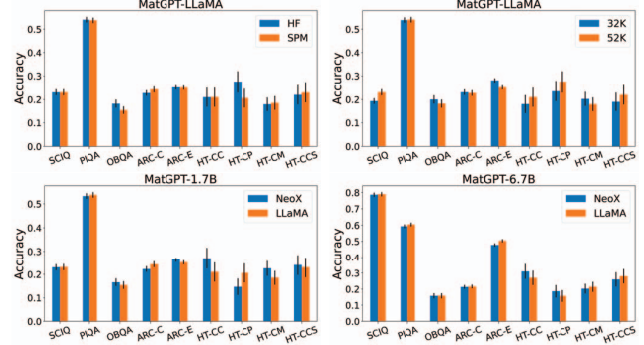 MatGPT-LLaMA
Accuracy
0.5
0.4
0.3
0.2
0.1
0.0
HF
SPM
SCIQ PIQA OBQA ARC-C ARC-E HT-CC HT-CP HT-CM HT-CCS
MatGPT-LLaMA
Accuracy
0.5
0.4
0.3
0.2
0.1
0.0
32K
52K
SCIQ PIQA OBQA ARC-C ARC-E HT-CC HT-CP HT-CM HT-CCS
MatGPT-1.7B
Accuracy
0.5
0.4
0.3
0.2
0.1
0.0
NeoX
LLaMA
SCIQ PIQA OBQA ARC-C ARC-E HT-CC HT-CP HT-CM HT-CCS
MatGPT-6.7B
Accuracy
0.8
0.7
0.6
0.5
0.4
0.3
0.2
0.1
0.0
NeoX
LLaMA
SCIQ PIQA OBQA ARC-C ARC-E HT-CC HT-CP HT-CM HT-CCS